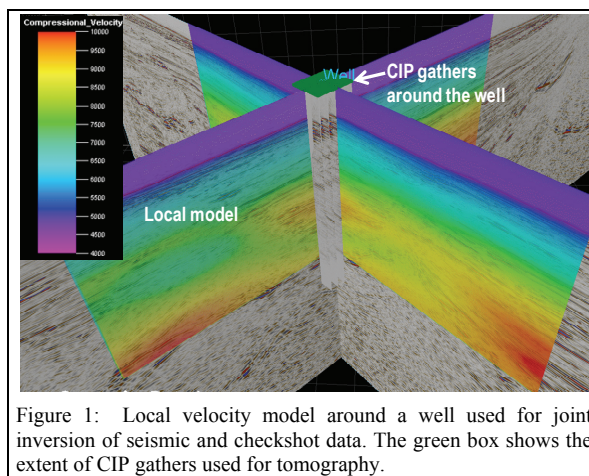 Compressional_Velocity
10000
9500
9000
8500
8000
7500
7000
6500
6000
5500
5000
4500
4000
Well
CIP gathers
around the well
Local model
Figure 1: Local velocity model around a well used for joint
inversion of seismic and checkshot data. The green box shows the
extent of CIP gathers used for tomography.